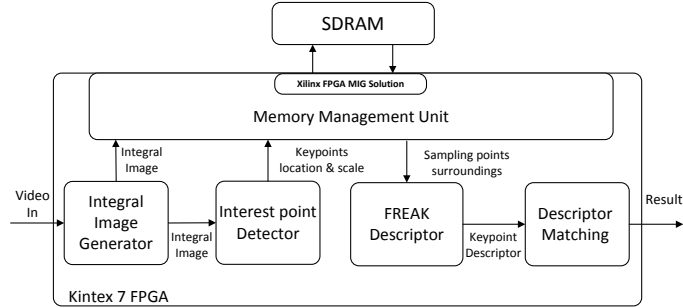 SDRAM
Xilinx FPGA MIG Solution
Memory Management Unit
Integral
Image
Keypoints
location & scale
Sampling points
surroundings
Video
In
Integral
Image
Generator
Integral
Image
Interest point
Detector
FREAK
Descriptor
Keypoint
Descriptor
Descriptor
Matching
Result
Kintex 7 FPGA